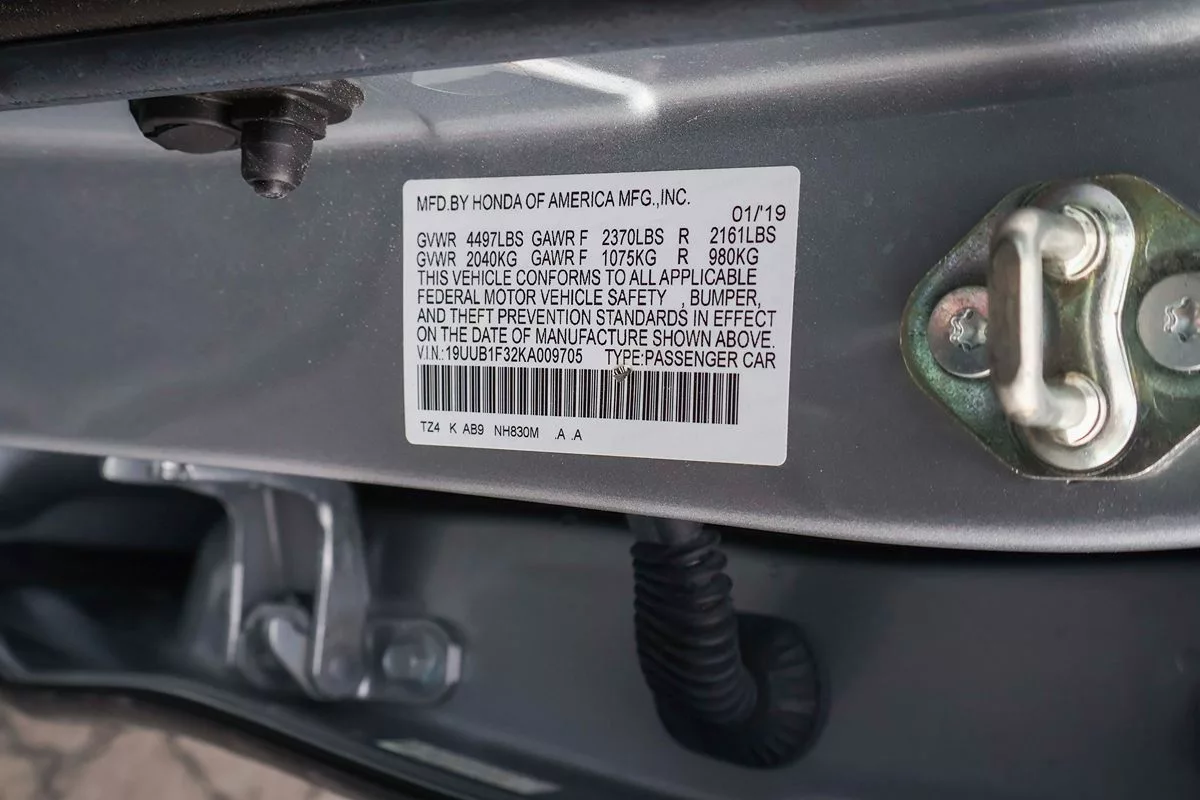 MFD.BY HONDA OF AMERICA MFG.,INC.
01/'19
GVWR 4497LBS GAWR F 2370LBS R 2161LBS
GVWR 2040KG GAWR F 1075KG R 980KG
THIS VEHICLE CONFORMS TO ALL APPLICABLE
FEDERAL MOTOR VEHICLE SAFETY , BUMPER,
AND THEFT PREVENTION STANDARDS IN EFFECT
ON THE DATE OF MANUFACTURE SHOWN ABOVE.
VIN.:19UUB1F32KA009705 TYPE:PASSENGER CAR
TZ4 K AB9 NH830M .A .A